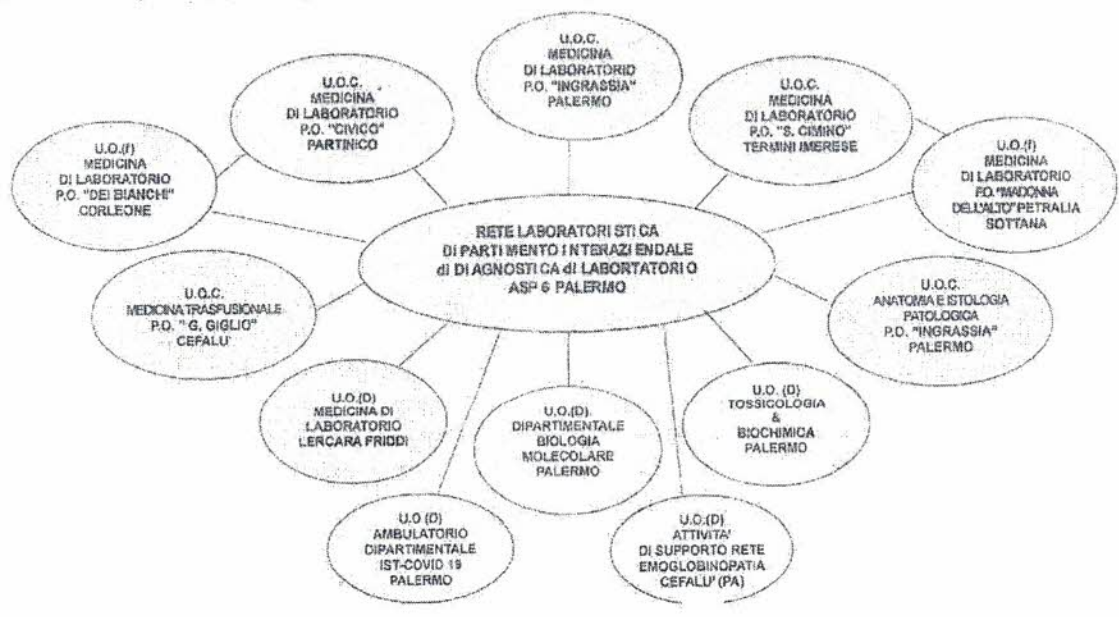 U.O.C.
MEDICINA
DI LABORATORIO
P.O. "INGRASSIA"
PALERMO
U.O.C.
MEDICINA
DI LABORATORIO
P.O. "CIVICO"
PARTINICO
U.O.C.
MEDICINA
DI LABORATORIO
P.O. "S. CIMINO"
TERMINI IMERESE
U.O.(f)
MEDICINA
DI LABORATORIO
P.O. "DEI BIANCHI"
CORLEONE
U.O.(f)
MEDICINA
DI LABORATORIO
P.O. "MADONNA
DELL'ALTO" PETRALIA
SOTTANA
RETE LABORATORISTICA
DIPARTIMENTO INTERAZIENDALE
di DIAGNOSTICA di LABORTATORIO
ASP 6 PALERMO
U.O.C.
MEDICINA TRASFUSIONALE
P.O. "G. GIGLIO"
CEFALU'
U.O.C.
ANATOMIA E ISTOLOGIA
PATOLOGICA
P.O. "INGRASSIA"
PALERMO
U.O.(D)
MEDICINA DI
LABORATORIO
LERCARA FRIDDI
U.O.(D)
DIPARTIMENTALE
BIOLOGIA
MOLECOLARE
PALERMO
U.O. (D)
TOSSICOLOGIA
&
BIOCHIMICA
PALERMO
U.O (D)
AMBULATORIO
DIPARTIMENTALE
IST-COVID 19
PALERMO
U.O.(D)
ATTIVITA'
DI SUPPORTO RETE
EMOGLOBINOPATIA
CEFALU' (PA)